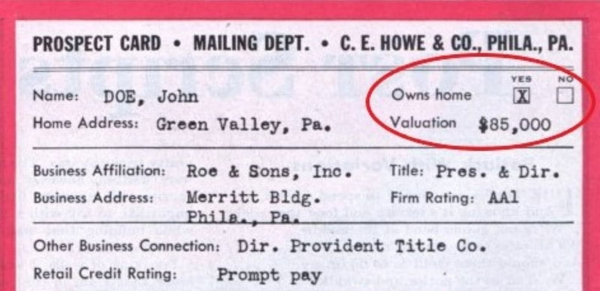 PROSPECT CARD • MAILING DEPT. • C. E. HOWE & CO., PHILA., PA.
YES NO
Name: DOE, John Owns home X
Home Address: Green Valley, Pa. Valuation $85,000
Business Affiliation: Roe & Sons, Inc. Title: Pres. & Dir.
Business Address: Merritt Bldg. Firm Rating: AA1
Phila., Pa.
Other Business Connection: Dir. Provident Title Co.
Retail Credit Rating: Prompt pay